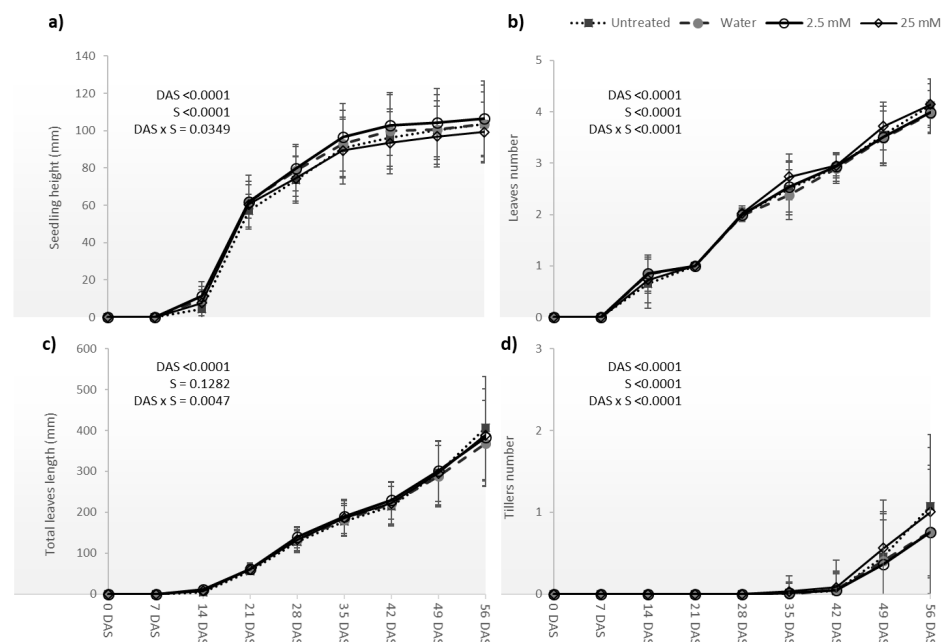 a)
b)
Untreated Water 2.5 mM 25 mM
140
120
100
80
60
40
20
0
Seedling height (mm)
DAS <0.0001
S <0.0001
DAS x S = 0.0349
5
4
3
2
1
0
Leaves number
DAS <0.0001
S <0.0001
DAS x S <0.0001
c)
d)
600
500
400
300
200
100
0
Total leaves length (mm)
DAS <0.0001
S = 0.1282
DAS x S = 0.0047
0 DAS
7 DAS
14 DAS
21 DAS
28 DAS
35 DAS
42 DAS
49 DAS
56 DAS
3
2
1
0
Tillers number
DAS <0.0001
S <0.0001
DAS x S <0.0001
0 DAS
7 DAS
14 DAS
21 DAS
28 DAS
35 DAS
42 DAS
49 DAS
56 DAS